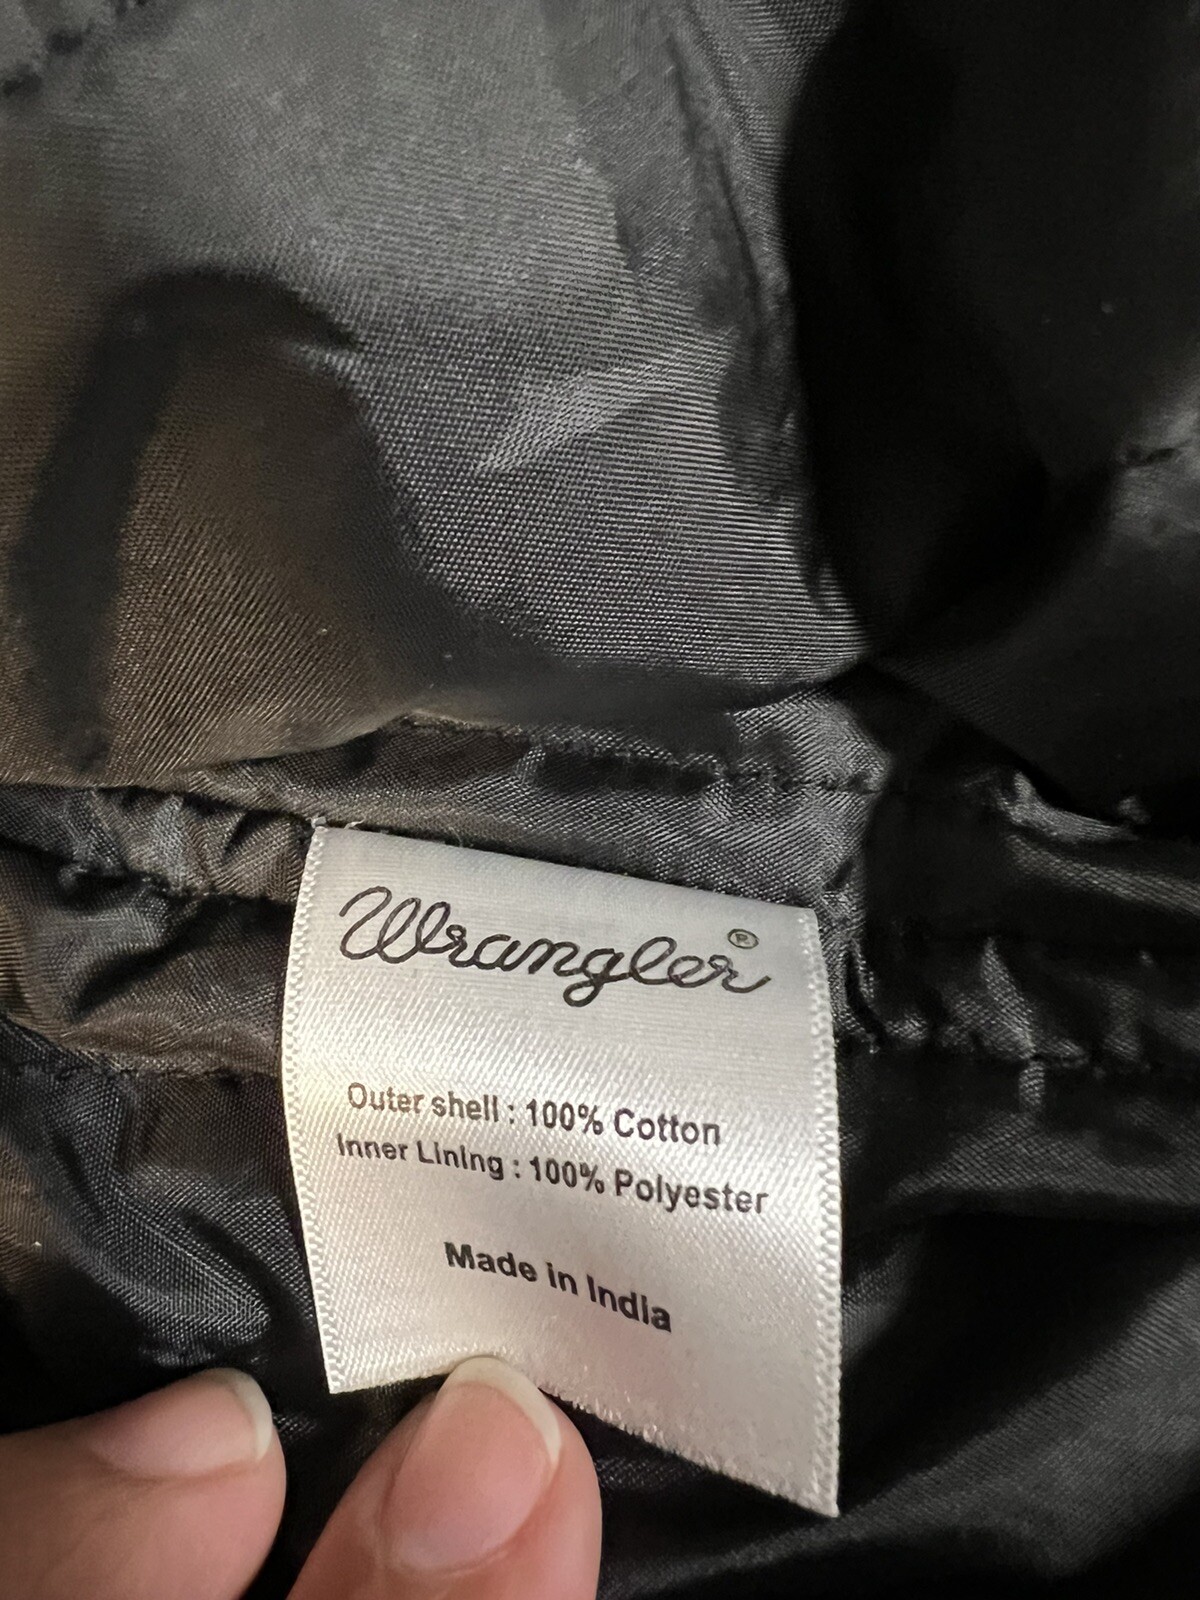 Wrangler®
Outer shell : 100% Cotton
Inner Lining : 100% Polyester
Made in India